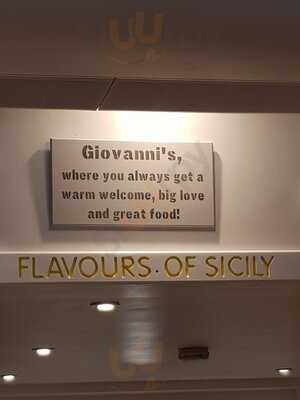 Giovanni's,
where you always get a
warm welcome, big love
and great food!
FLAVOURS · OF SICILY